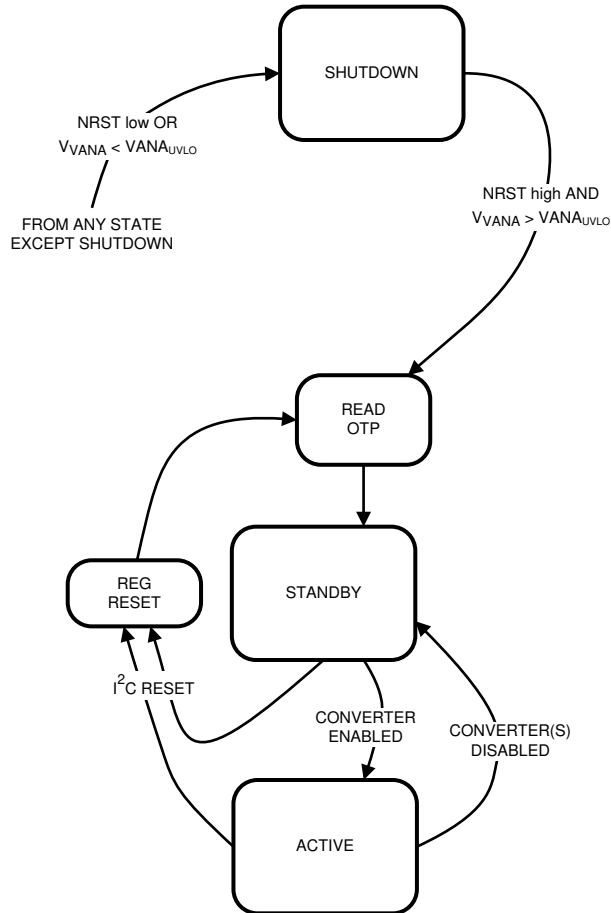 SHUTDOWN
NRST low OR
VVANA < VANAUVLO
FROM ANY STATE
EXCEPT SHUTDOWN
NRST high AND
VVANA > VANAUVLO
READ
OTP
REG
RESET
STANDBY
I2C RESET
CONVERTER
ENABLED
CONVERTER(S)
DISABLED
ACTIVE